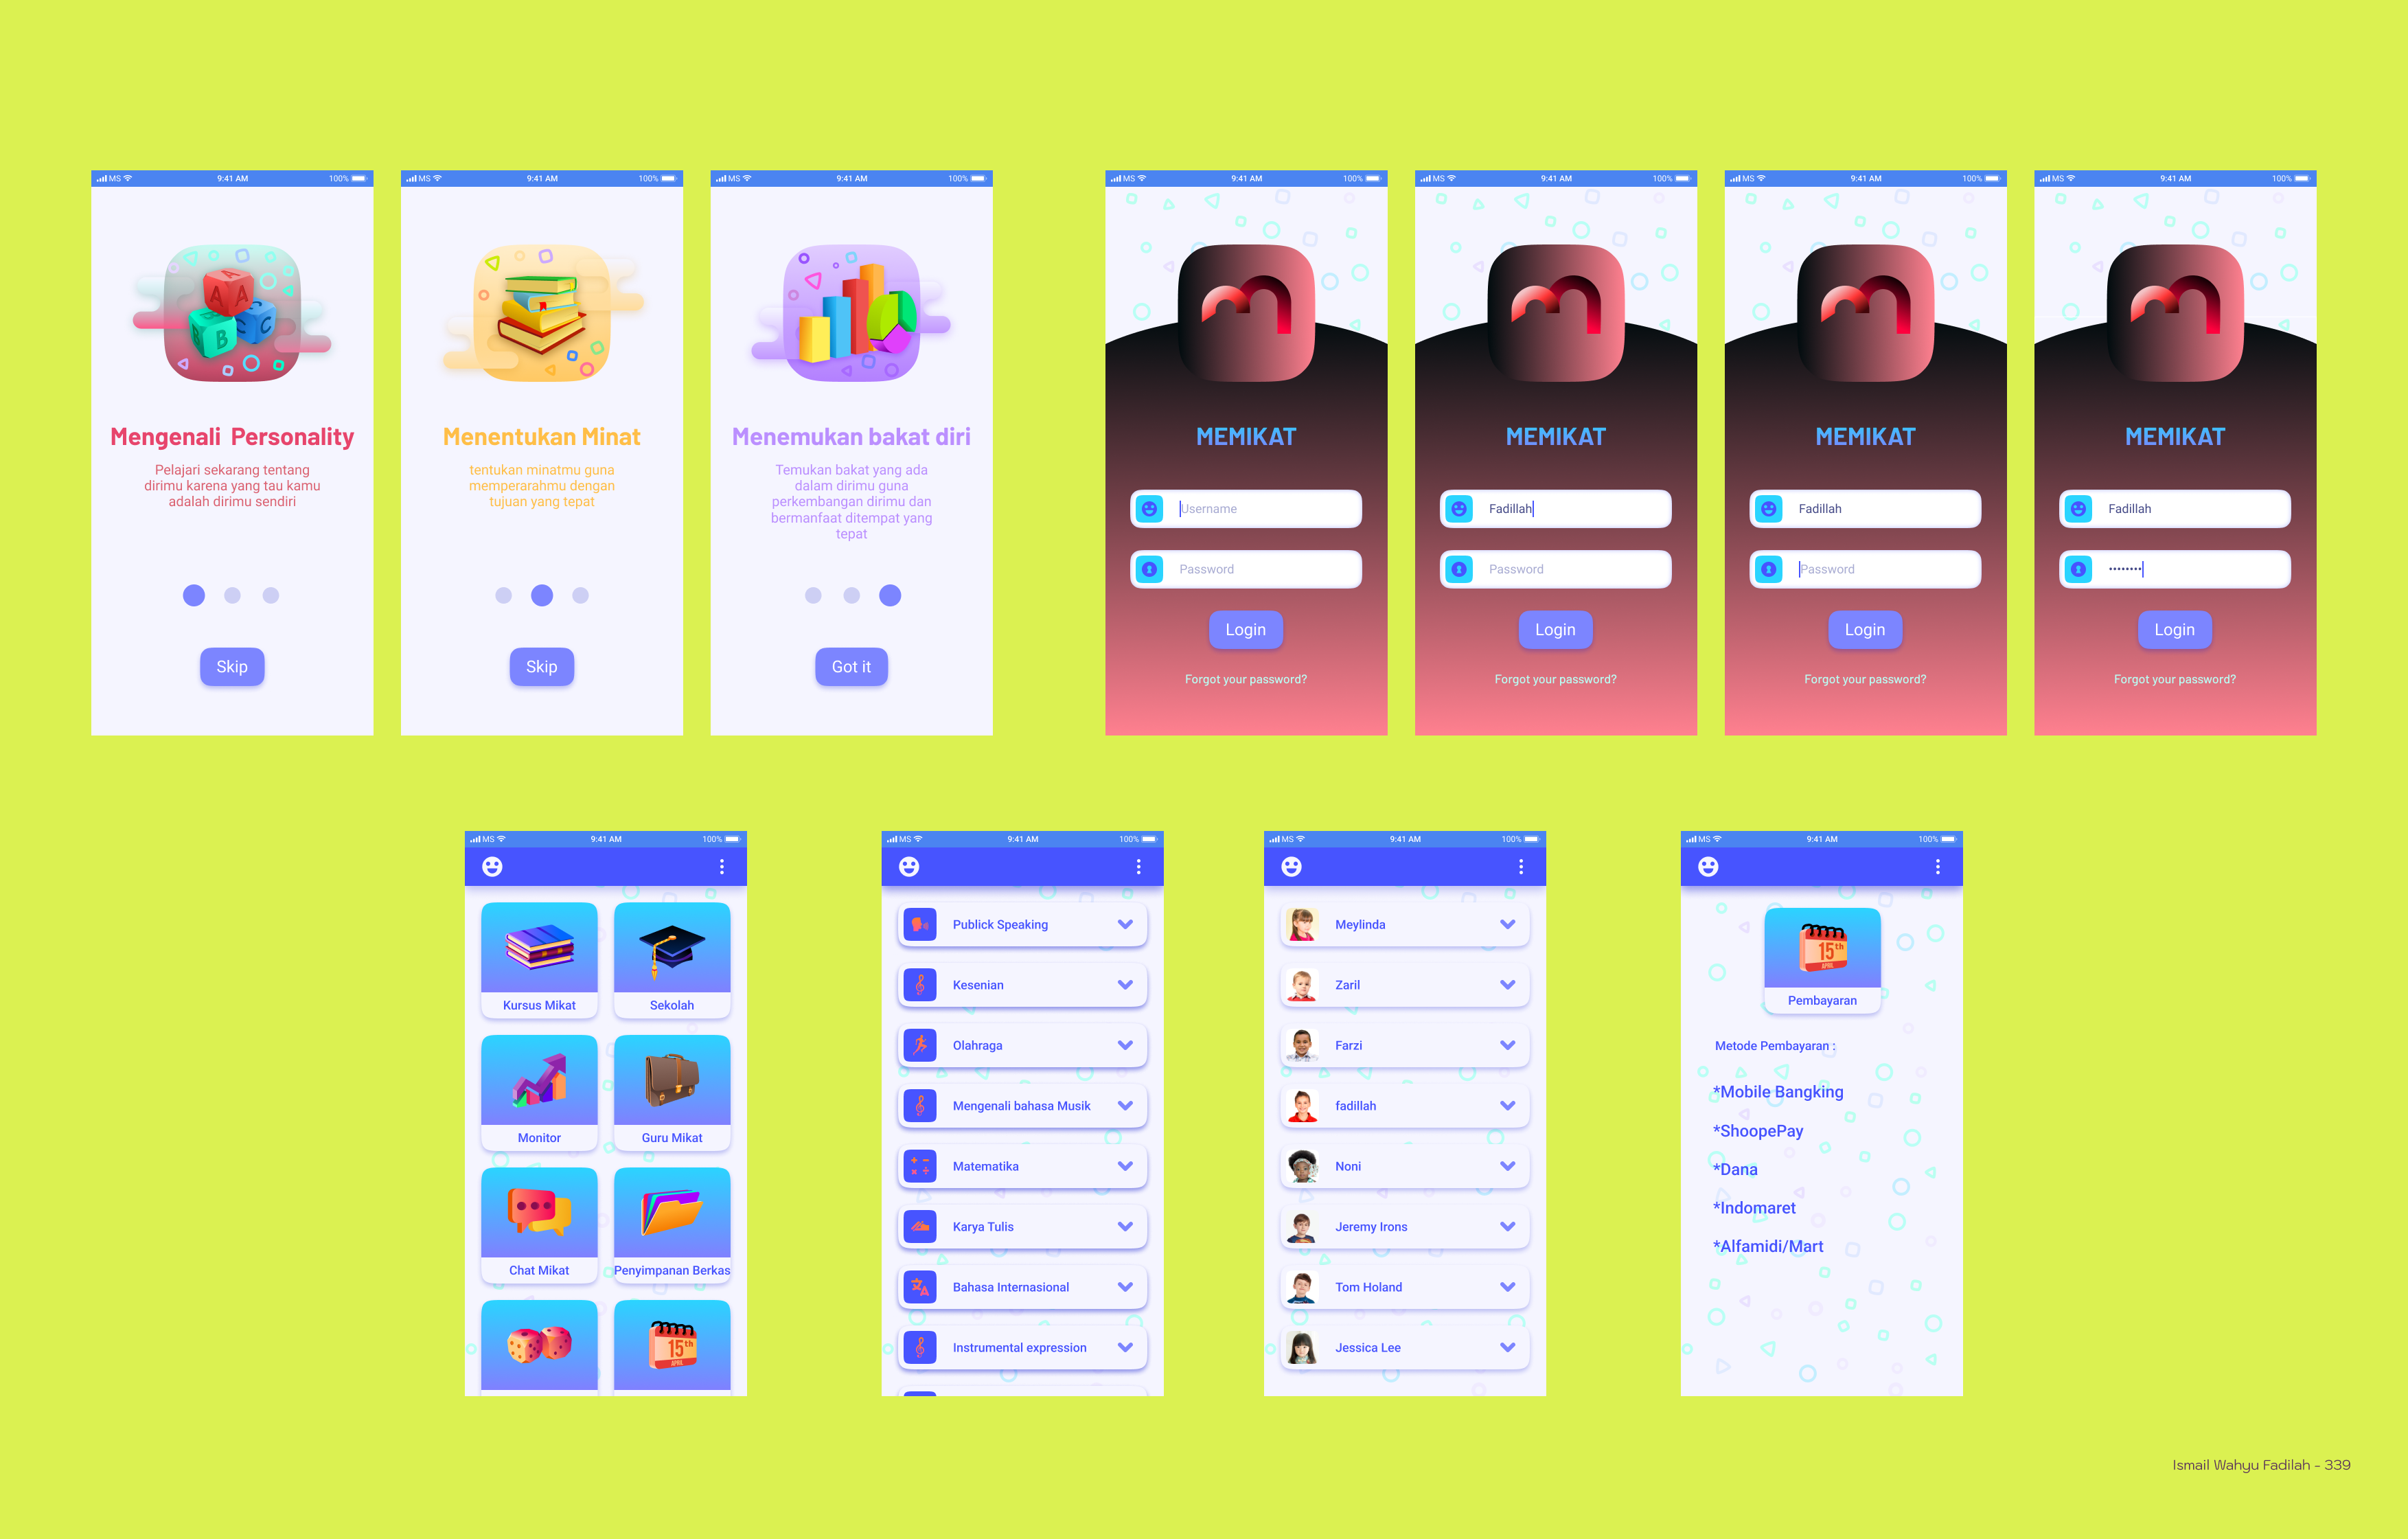 MS 9:41 AM 100%
Mengenali Personality
Pelajari sekarang tentang
dirimu karena yang tau kamu
adalah dirimu sendiri
Skip
MS 9:41 AM 100%
Menentukan Minat
tentukan minatmu guna
memperarahmu dengan
tujuan yang tepat
Skip
MS 9:41 AM 100%
Menemukan bakat diri
Temukan bakat yang ada
dalam dirimu guna
perkembangan dirimu dan
bermanfaat ditempat yang
tepat
Got it
MS 9:41 AM 100%
MEMIKAT
Username
Password
Login
Forgot your password?
MS 9:41 AM 100%
MEMIKAT
Fadillah
Password
Login
Forgot your password?
MS 9:41 AM 100%
MEMIKAT
Fadillah
Password
Login
Forgot your password?
MS 9:41 AM 100%
MEMIKAT
Fadillah
••••••••
Login
Forgot your password?
MS 9:41 AM 100%
Kursus Mikat
Sekolah
Monitor
Guru Mikat
Chat Mikat
Penyimpanan Berkas
15th
APRIL
MS 9:41 AM 100%
Publick Speaking
Kesenian
Olahraga
Mengenali bahasa Musik
Matematika
Karya Tulis
Bahasa Internasional
Instrumental expression
MS 9:41 AM 100%
Meylinda
Zaril
Farzi
fadillah
Noni
Jeremy Irons
Tom Holand
Jessica Lee
MS 9:41 AM 100%
15th
APRIL
Pembayaran
Metode Pembayaran :
*Mobile Bangking
*ShoopePay
*Dana
*Indomaret
*Alfamidi/Mart
Ismail Wahyu Fadilah - 339